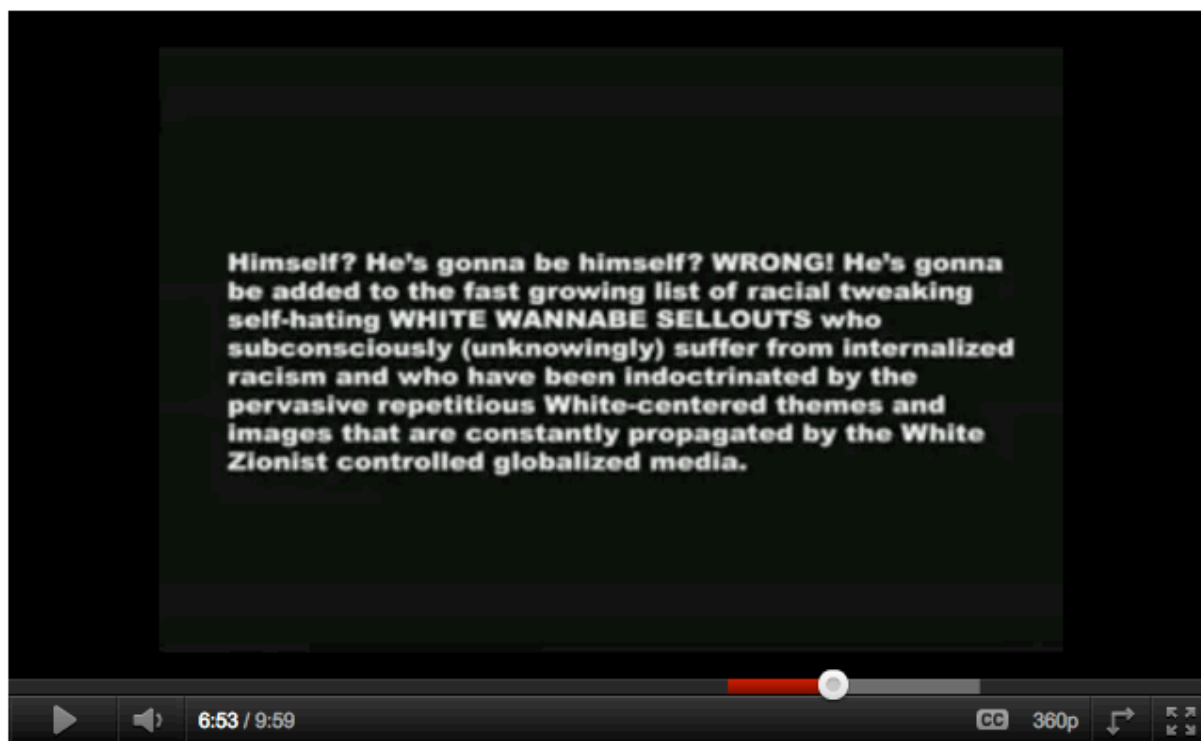 Himself? He's gonna be himself? WRONG! He's gonna
be added to the fast growing list of racial tweaking
self-hating WHITE WANNABE SELLOUTS who
subconsciously (unknowingly) suffer from internalized
racism and who have been indoctrinated by the
pervasive repetitious White-centered themes and
images that are constantly propagated by the White
Zionist controlled globalized media.
6:53 / 9:59 CC 360p